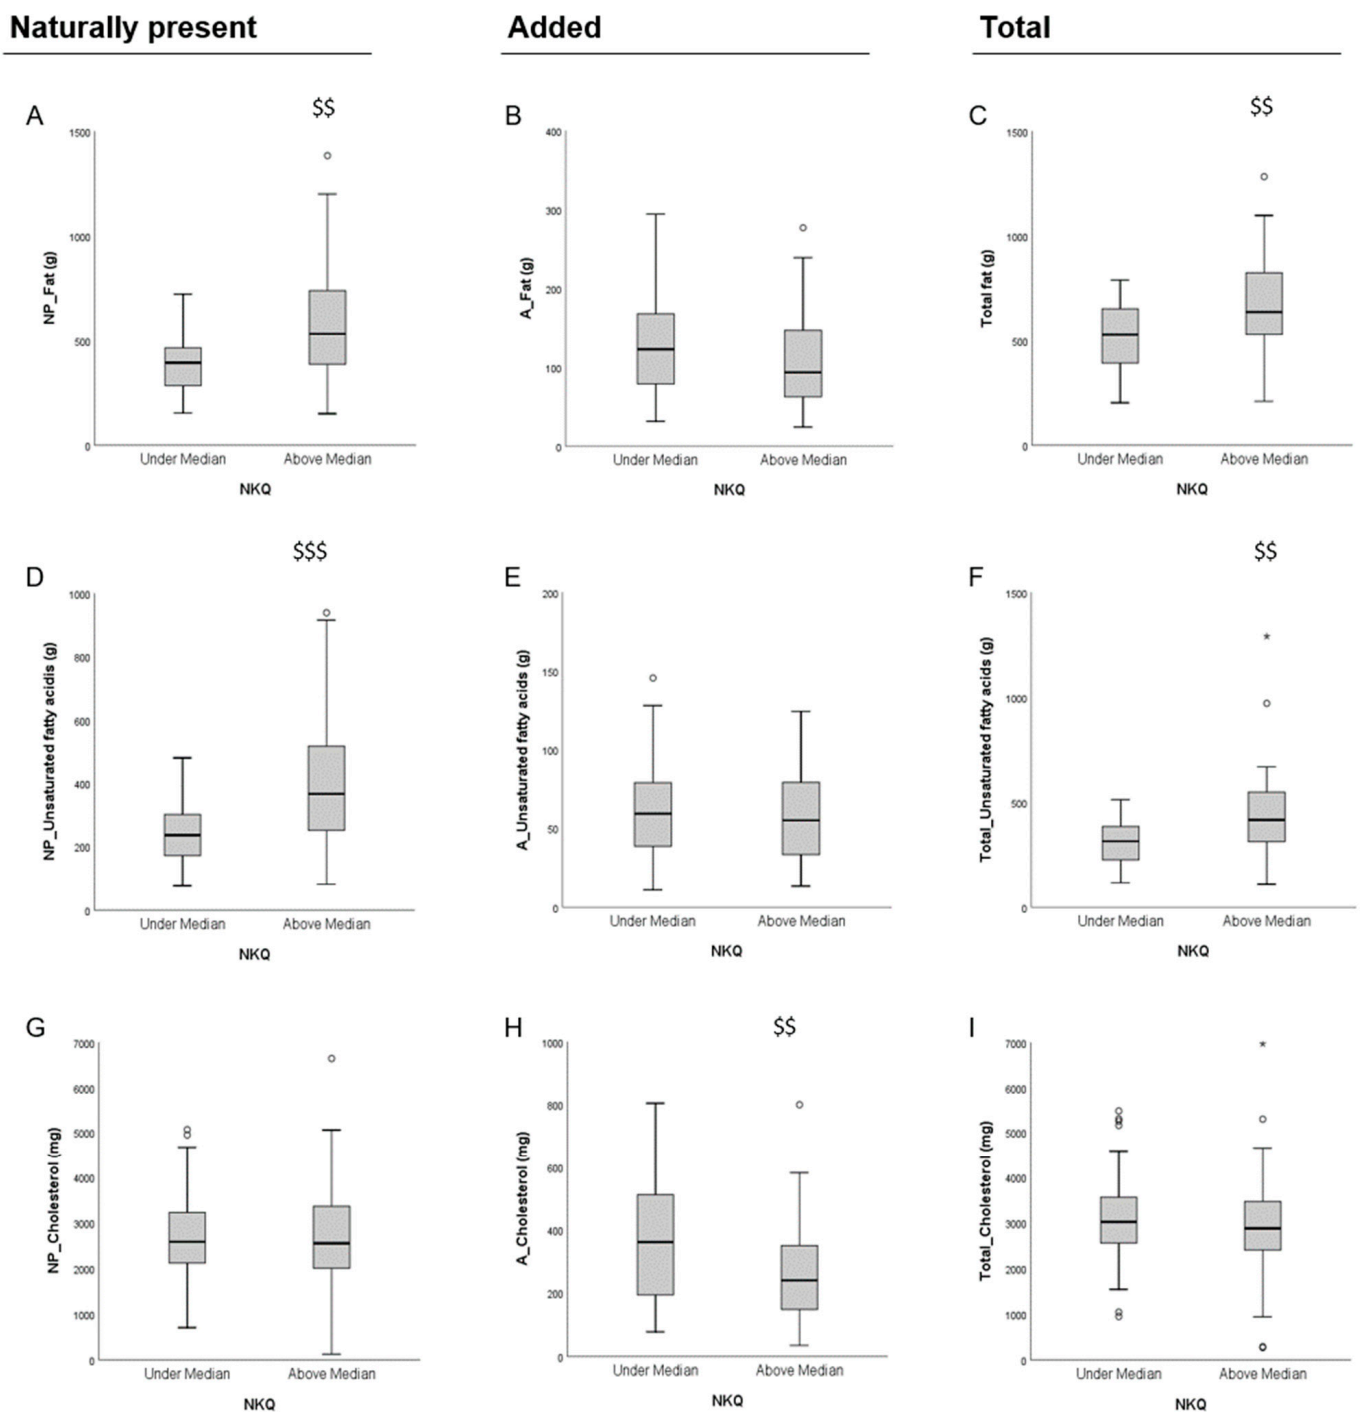 Naturally present
Added
Total
A
$$
1500
1000
500
0
NP_Fat (g)
Under Median
Above Median
NKQ
B
400
300
200
100
0
A_Fat (g)
Under Median
Above Median
NKQ
C
$$
1500
1000
500
0
Total fat (g)
Under Median
Above Median
NKQ
D
$$$
1000
800
600
400
200
0
NP_Unsaturated fatty acidis (g)
Under Median
Above Median
NKQ
E
200
150
100
50
0
A_Unsaturated fatty acids (g)
Under Median
Above Median
NKQ
F
$$
1500
1000
500
0
Total_Unsaturated fatty acids (g)
Under Median
Above Median
NKQ
G
7000
6000
5000
4000
3000
2000
1000
0
NP_Cholesterol (mg)
Under Median
Above Median
NKQ
H
$$
1000
800
600
400
200
0
A_Cholesterol (mg)
Under Median
Above Median
NKQ
I
7000
6000
5000
4000
3000
2000
1000
0
Total_Cholesterol (mg)
Under Median
Above Median
NKQ